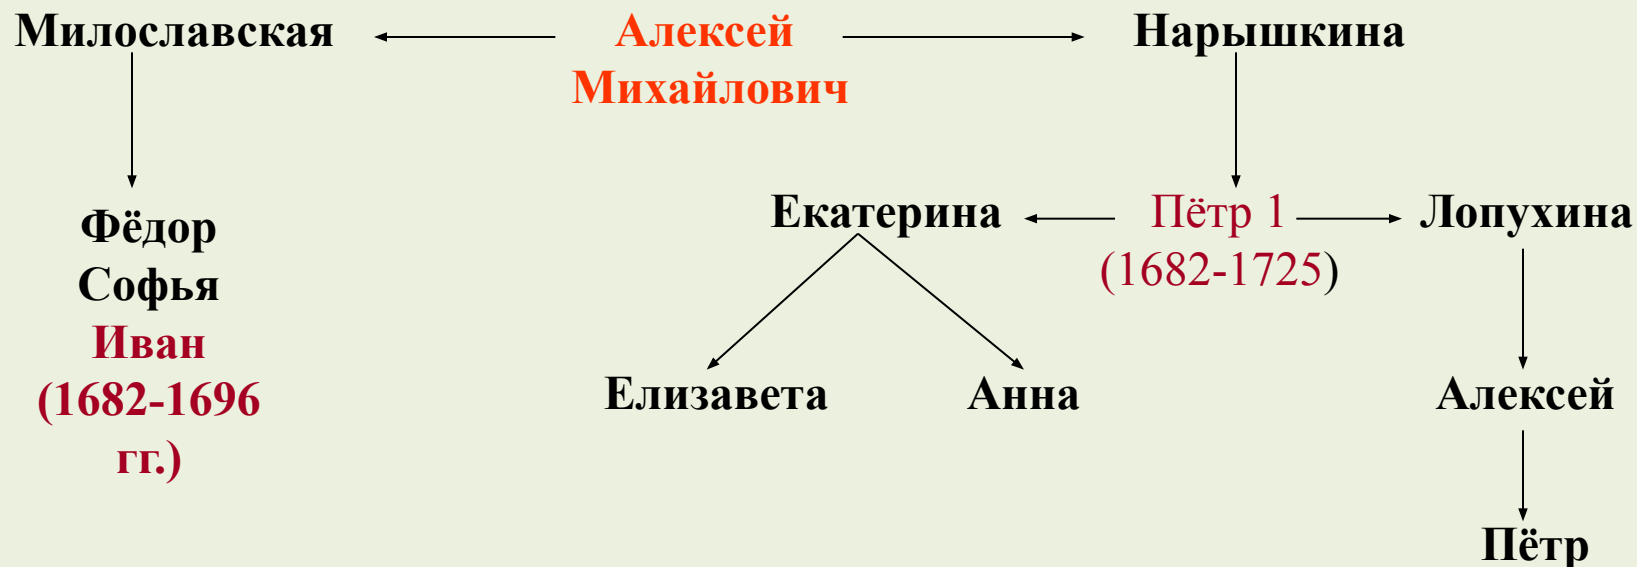 Милославская
Алексей
Михайлович
Нарышкина
Фёдор
Софья
Иван
(1682-1696
гг.)
Екатерина
Пётр 1
(1682-1725)
Лопухина
Елизавета
Анна
Алексей
Пётр